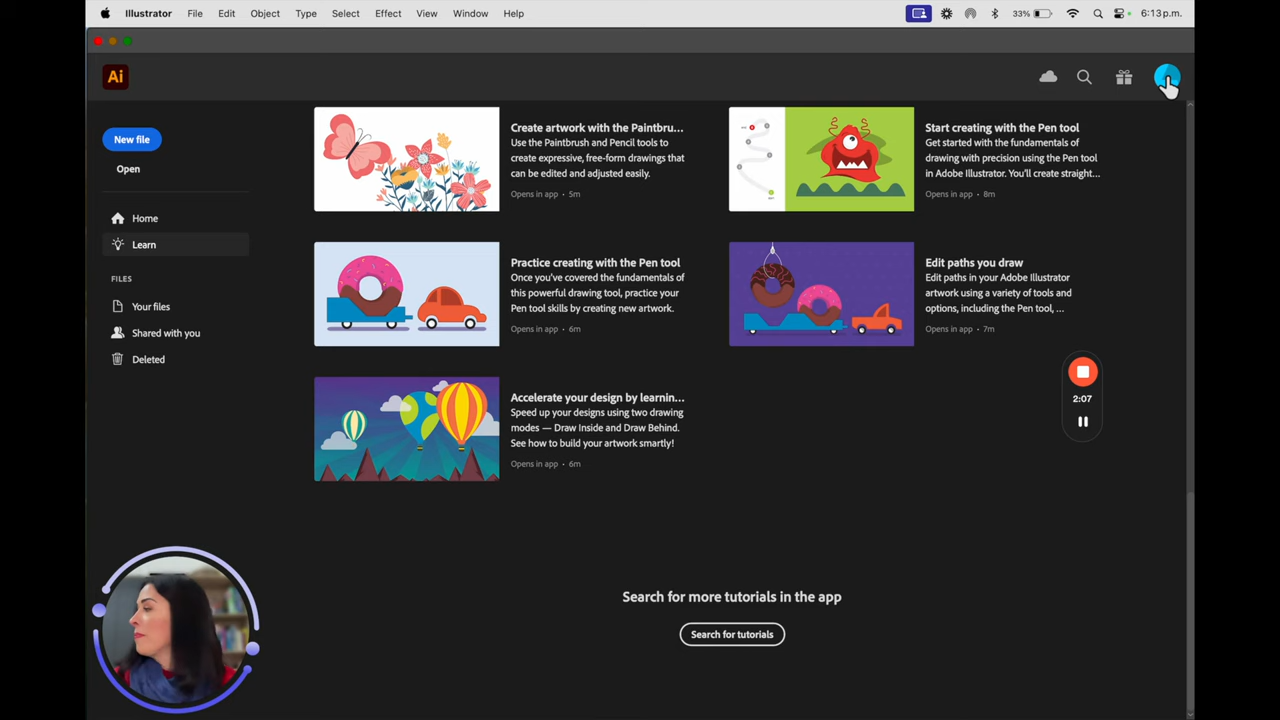 Illustrator File Edit Object Type Select Effect View Window Help 33% 6:13 p.m.
Ai
New file
Open
Home
Learn
FILES
Your files
Shared with you
Deleted
Create artwork with the Paintbru...
Use the Paintbrush and Pencil tools to
create expressive, free-form drawings that
can be edited and adjusted easily.
Opens in app • 5m
Start creating with the Pen tool
Get started with the fundamentals of
drawing with precision using the Pen tool
in Adobe Illustrator. You'll create straight...
Opens in app • 8m
Practice creating with the Pen tool
Once you've covered the fundamentals of
this powerful drawing tool, practice your
Pen tool skills by creating new artwork.
Opens in app • 6m
Edit paths you draw
Edit paths in your Adobe Illustrator
artwork using a variety of tools and
options, including the Pen tool, ...
Opens in app • 7m
Accelerate your design by learnin...
Speed up your designs using two drawing
modes — Draw Inside and Draw Behind.
See how to build your artwork smartly!
Opens in app • 6m
2:07
Search for more tutorials in the app
Search for tutorials